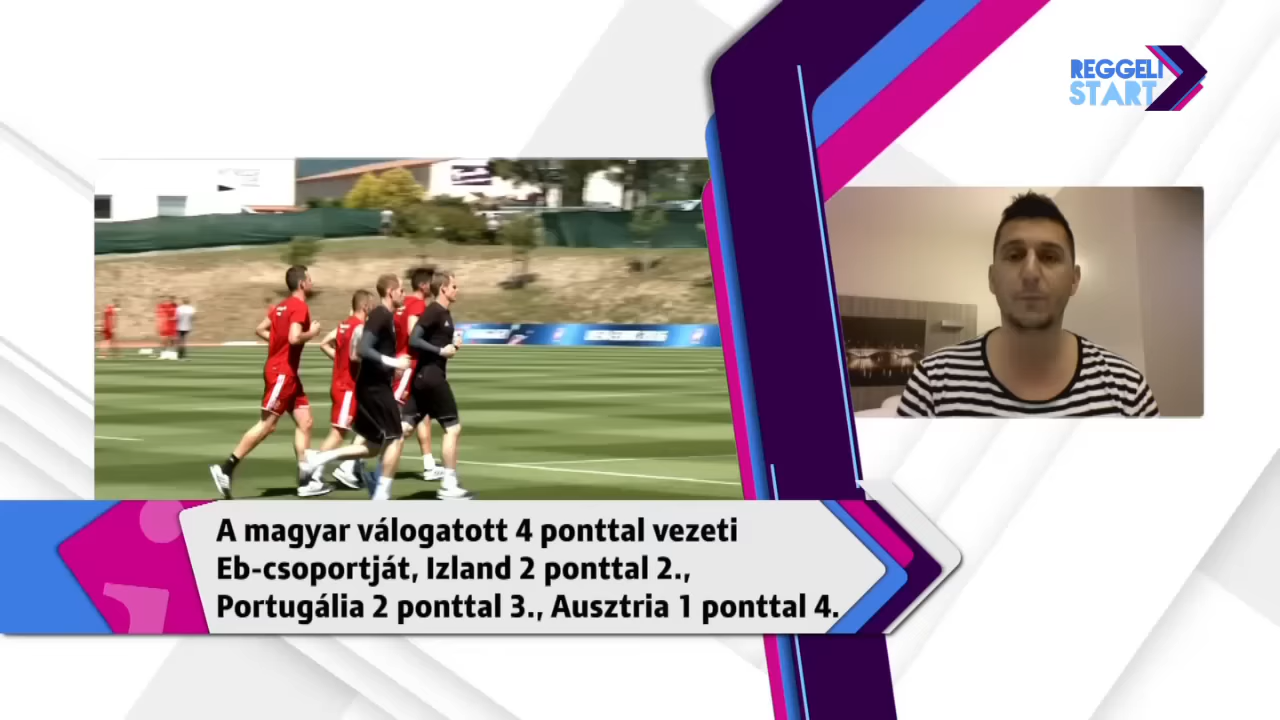 REGGELI
START
A magyar válogatott 4 ponttal vezeti
Eb-csoportját, Izland 2 ponttal 2.,
Portugália 2 ponttal 3., Ausztria 1 ponttal 4.